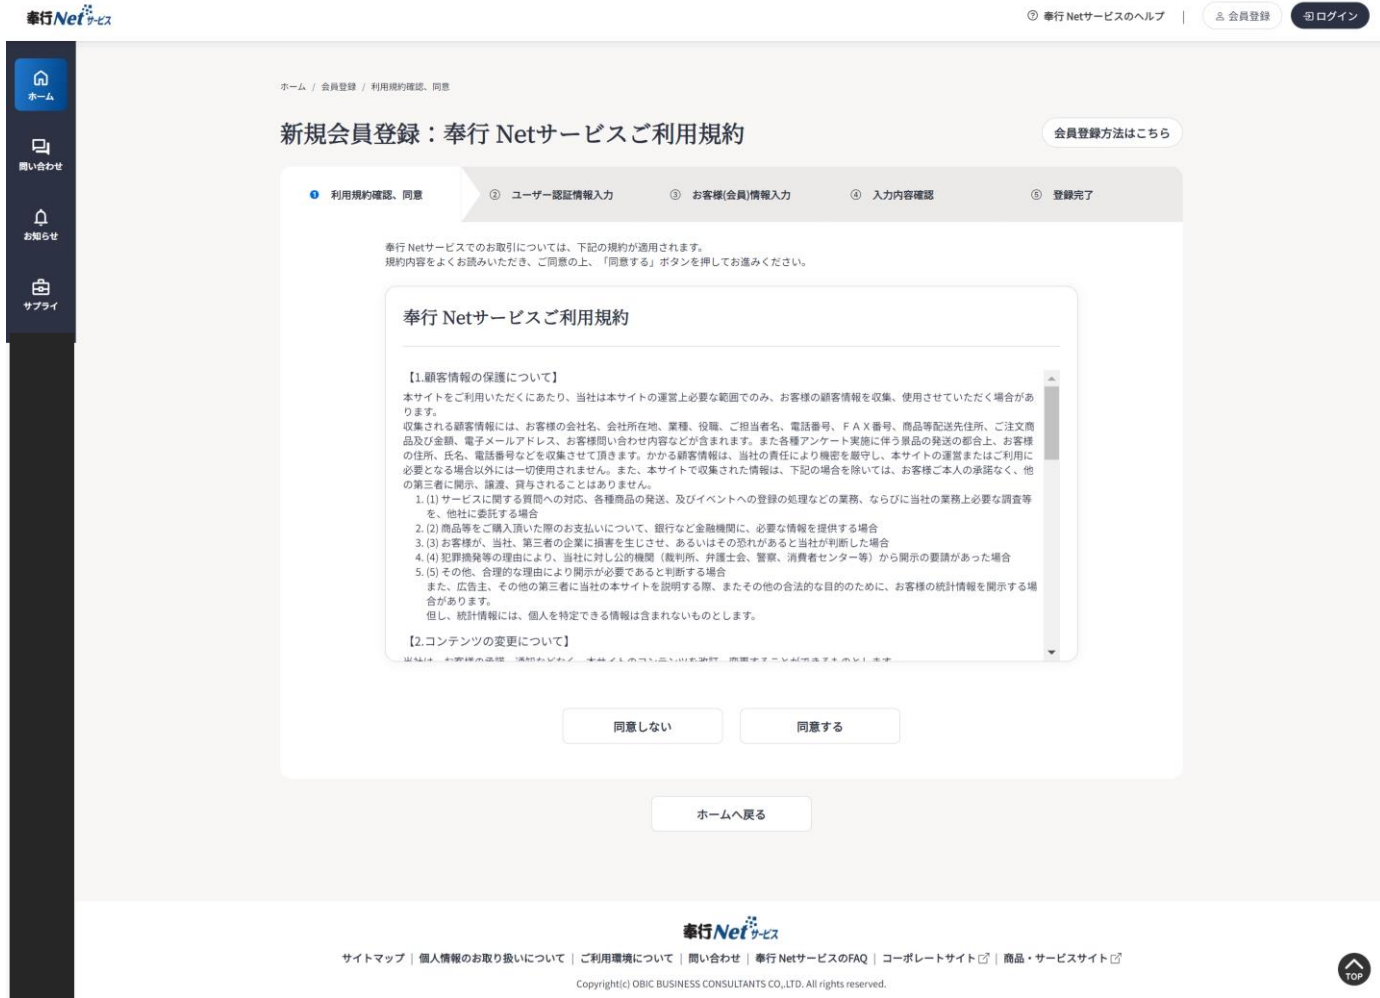 奉行Netサービス
奉行 Netサービスのヘルプ
会員登録
ログイン
ホーム
問い合わせ
お知らせ
サプライ
ホーム / 会員登録 / 利用規約確認、同意
新規会員登録：奉行 Netサービスご利用規約
会員登録方法はこちら
① 利用規約確認、同意
② ユーザー認証情報入力
③ お客様(会員)情報入力
④ 入力内容確認
⑤ 登録完了
奉行 Netサービスでのお取引については、下記の規約が適用されます。
規約内容をよくお読みいただき、ご同意の上、「同意する」ボタンを押してお進みください。
奉行 Netサービスご利用規約
【1.顧客情報の保護について】
本サイトをご利用いただくにあたり、当社は本サイトの運営上必要な範囲でのみ、お客様の顧客情報を収集、使用させていただく場合があ
ります。
収集される顧客情報には、お客様の会社名、会社所在地、業種、役職、ご担当者名、電話番号、ＦＡＸ番号、商品等配送先住所、ご注文商
品及び金額、電子メールアドレス、お客様問い合わせ内容などが含まれます。また各種アンケート実施に伴う景品の発送の都合上、お客様
の住所、氏名、電話番号などを収集させて頂きます。かかる顧客情報は、当社の責任により機密を厳守し、本サイトの運営またはご利用に
必要となる場合以外には一切使用されません。また、本サイトで収集された情報は、下記の場合を除いては、お客様ご本人の承諾なく、他
の第三者に開示、譲渡、貸与されることはありません。
1. (1) サービスに関する質問への対応、各種商品の発送、及びイベントへの登録の処理などの業務、ならびに当社の業務上必要な調査等
を、他社に委託する場合
2. (2) 商品等をご購入頂いた際のお支払いについて、銀行など金融機関に、必要な情報を提供する場合
3. (3) お客様が、当社、第三者の企業に損害を生じさせ、あるいはその恐れがあると当社が判断した場合
4. (4) 犯罪摘発等の理由により、当社に対し公的機関（裁判所、弁護士会、警察、消費者センター等）から開示の要請があった場合
5. (5) その他、合理的な理由により開示が必要であると判断する場合
また、広告主、その他の第三者に当社の本サイトを説明する際、またその他の合法的な目的のために、お客様の統計情報を開示する場
合があります。
但し、統計情報には、個人を特定できる情報は含まれないものとします。
【2.コンテンツの変更について】
当社は、お客様の承諾、通知などなく、本サイトのコンテンツを改訂、変更することができるものとします。
同意しない
同意する
ホームへ戻る
奉行Netサービス
サイトマップ | 個人情報のお取り扱いについて | ご利用環境について | 問い合わせ | 奉行 NetサービスのFAQ | コーポレートサイト | 商品・サービスサイト
Copyright(c) OBIC BUSINESS CONSULTANTS CO,.LTD. All rights reserved.
TOP